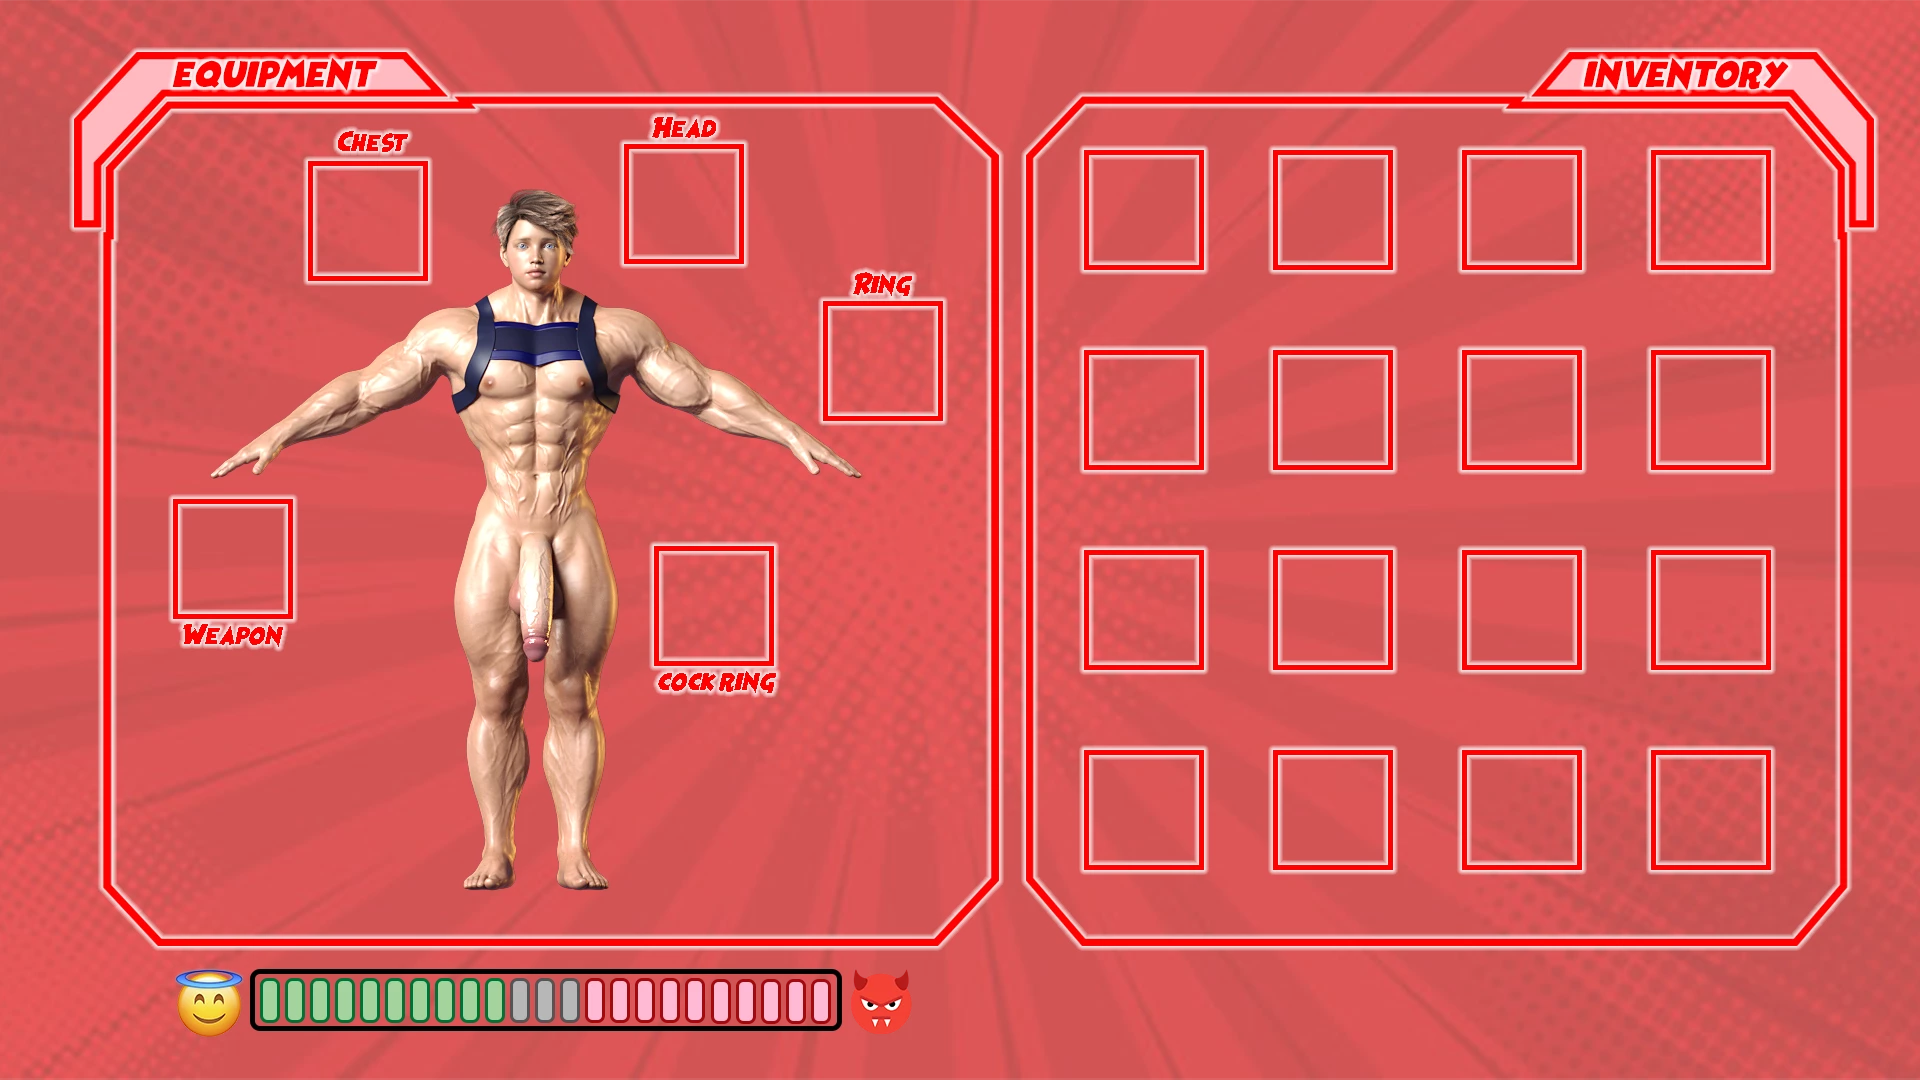 EQUIPMENT
INVENTORY
CHEST
HEAD
RING
WEAPON
COCK RING